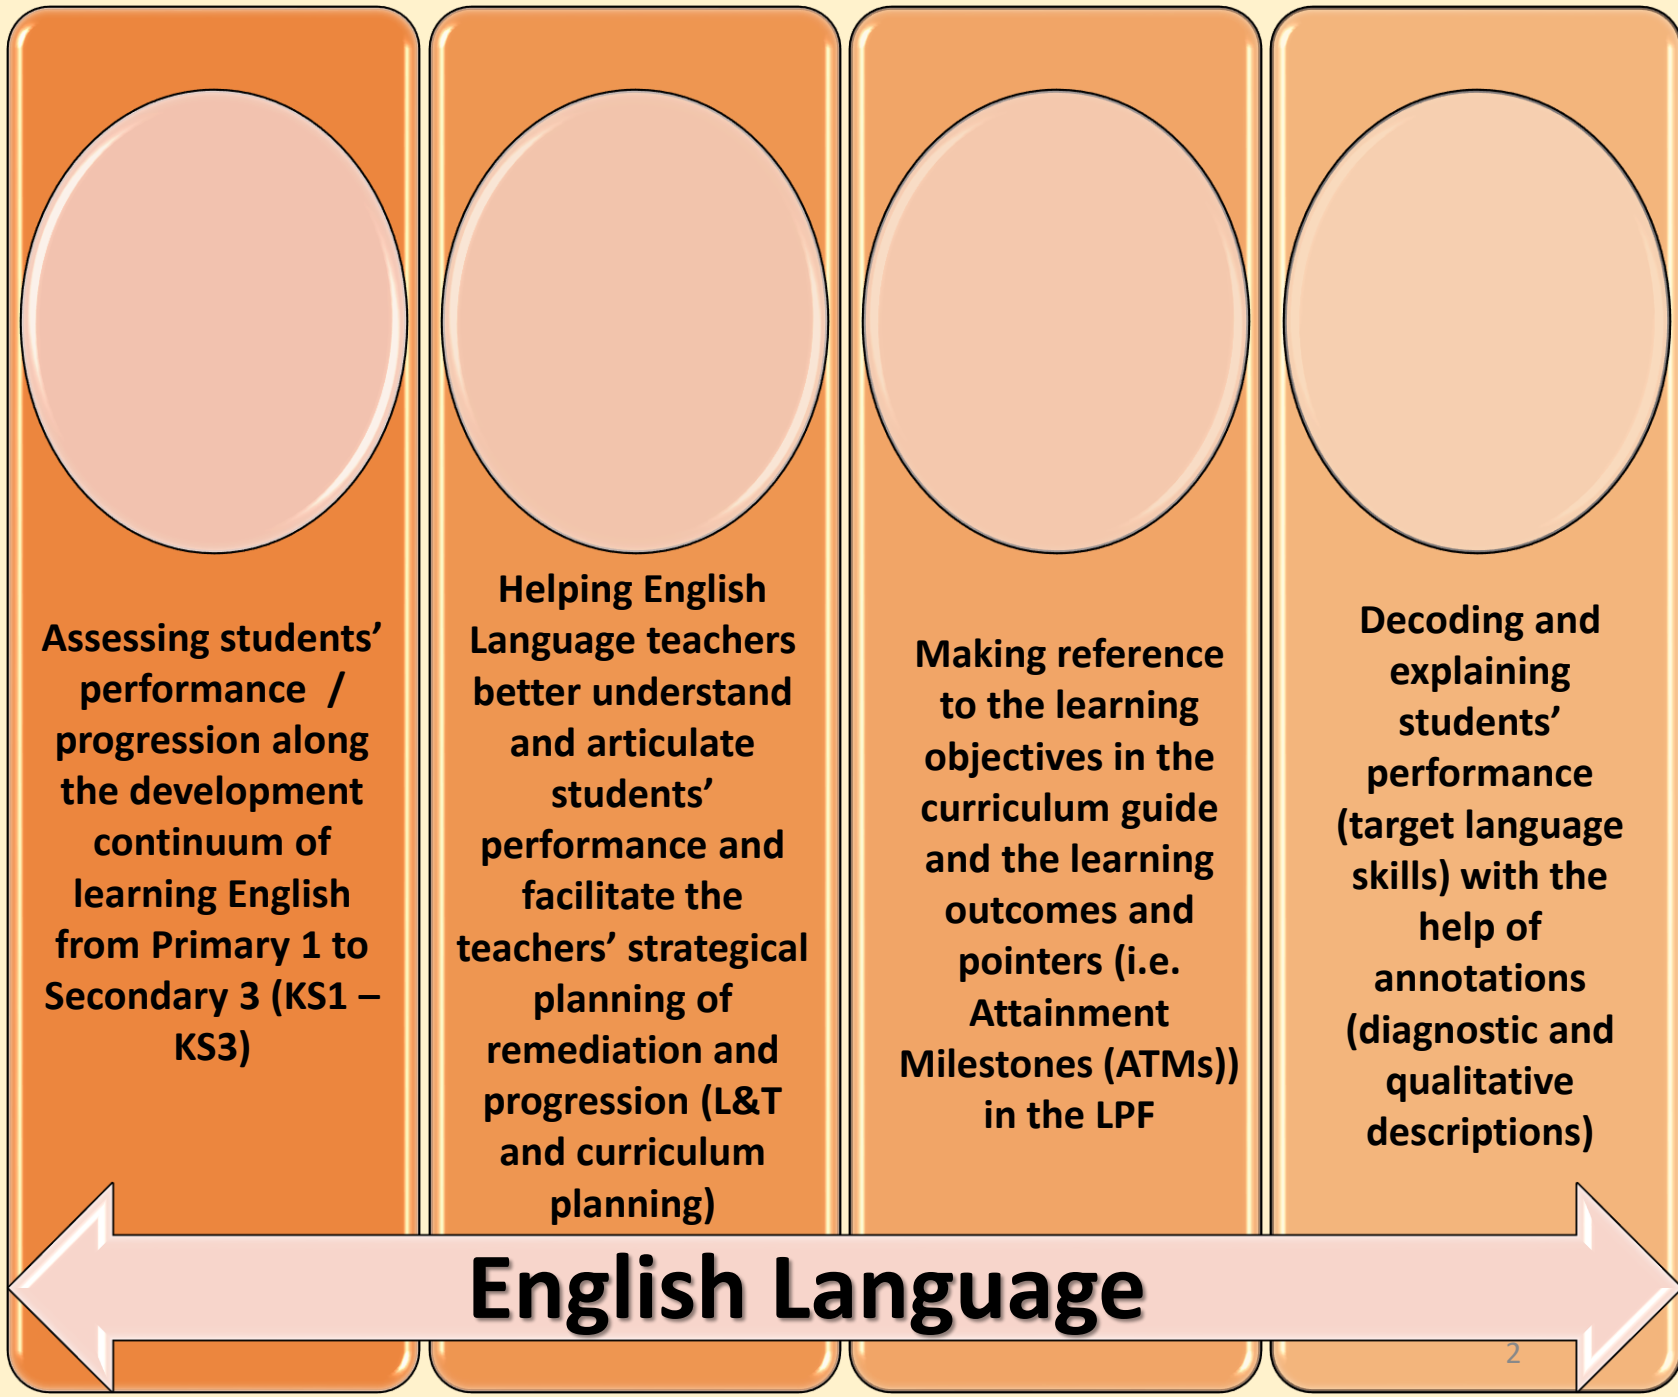 Assessing students’
performance  /
progression along
the development
continuum of
learning English
from Primary 1 to
Secondary 3 (KS1 –
KS3)
Helping English
Language teachers
better understand
and articulate
students’
performance and
facilitate the
teachers’ strategical
planning of
remediation and
progression (L&T
and curriculum
planning)
Making reference
to the learning
objectives in the
curriculum guide
and the learning
outcomes and
pointers (i.e.
Attainment
Milestones (ATMs))
in the LPF
Decoding and
explaining
students’
performance
(target language
skills) with the
help of
annotations
(diagnostic and
qualitative
descriptions)
English Language
2